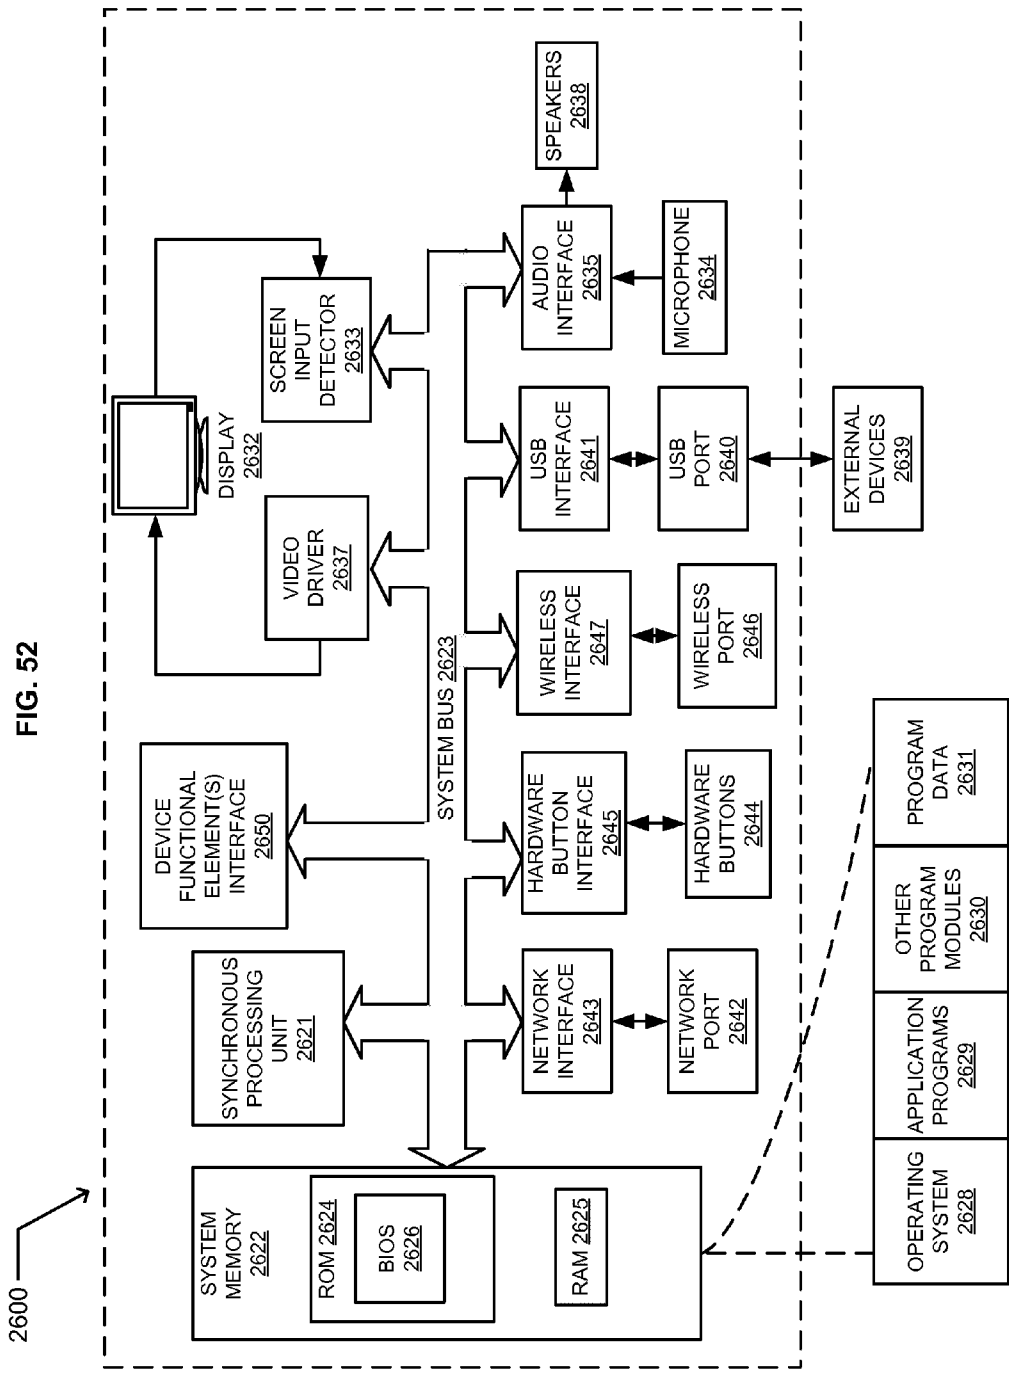 FIG. 52
2600
SYSTEM
MEMORY
2622
ROM 2624
BIOS
2626
RAM 2625
SYNCHRONOUS
PROCESSING
UNIT
2621
DEVICE
FUNCTIONAL
ELEMENT(S)
INTERFACE
2650
VIDEO
DRIVER
2637
DISPLAY
2632
SCREEN
INPUT
DETECTOR
2633
SYSTEM BUS 2623
NETWORK
INTERFACE
2643
HARDWARE
BUTTON
INTERFACE
2645
WIRELESS
INTERFACE
2647
USB
INTERFACE
2641
AUDIO
INTERFACE
2635
SPEAKERS
2638
NETWORK
PORT
2642
HARDWARE
BUTTONS
2644
WIRELESS
PORT
2646
USB
PORT
2640
MICROPHONE
2634
OPERATING
SYSTEM
2628
APPLICATION
PROGRAMS
2629
OTHER
PROGRAM
MODULES
2630
PROGRAM
DATA
2631
EXTERNAL
DEVICES
2639